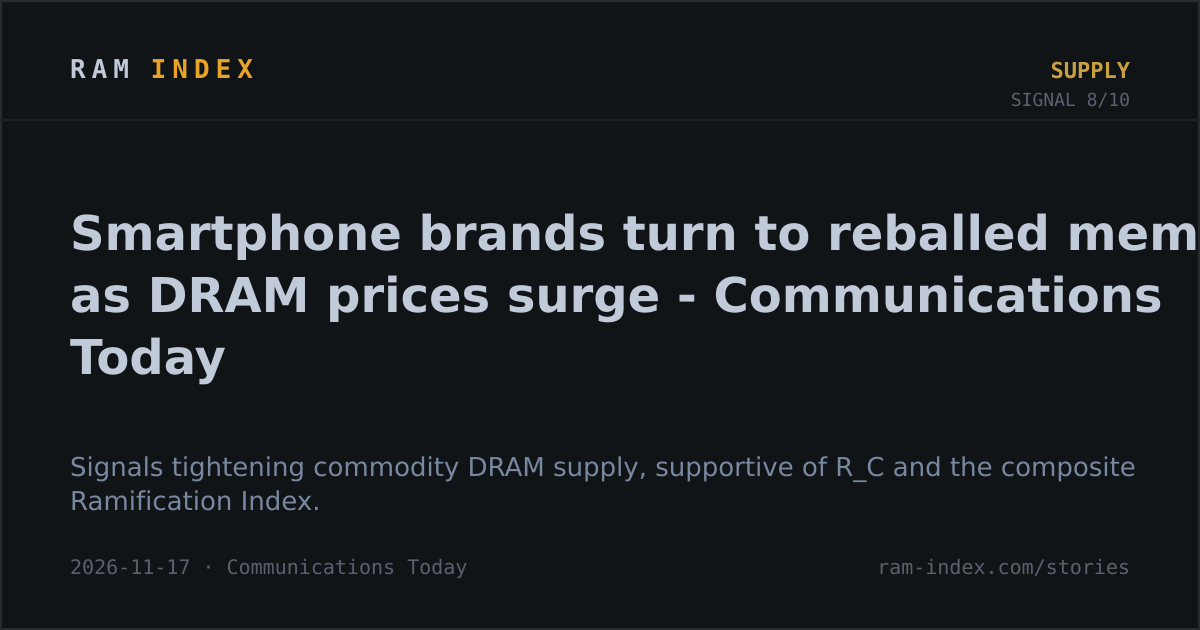 RAM INDEX
SUPPLY
SIGNAL 8/10
Smartphone brands turn to reballed mem
as DRAM prices surge - Communications
Today
Signals tightening commodity DRAM supply, supportive of R_C and the composite
Ramification Index.
2026-11-17 · Communications Today
ram-index.com/stories